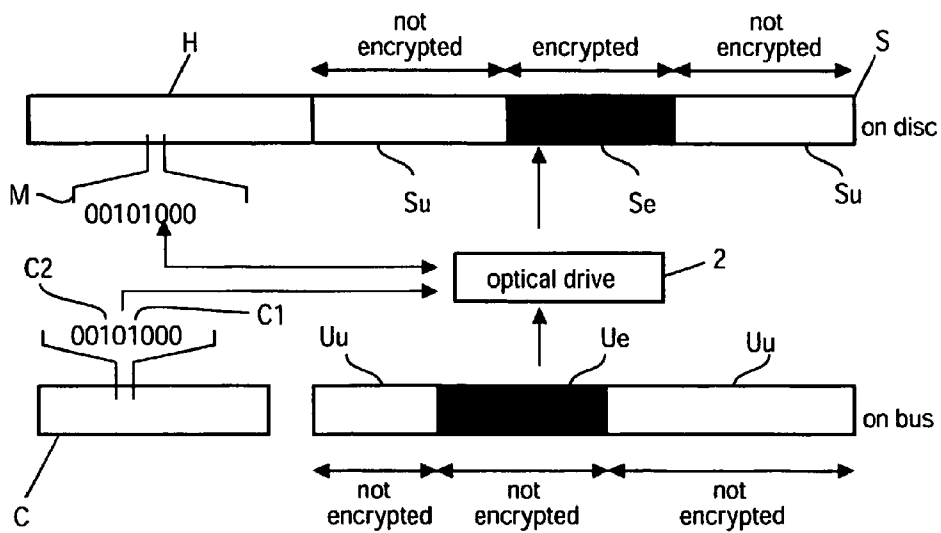 H
not encrypted
encrypted
not encrypted
S
on disc
M
00101000
Su
Se
Su
C2
optical drive
2
00101000
C1
Uu
Ue
Uu
on bus
C
not encrypted
not encrypted
not encrypted